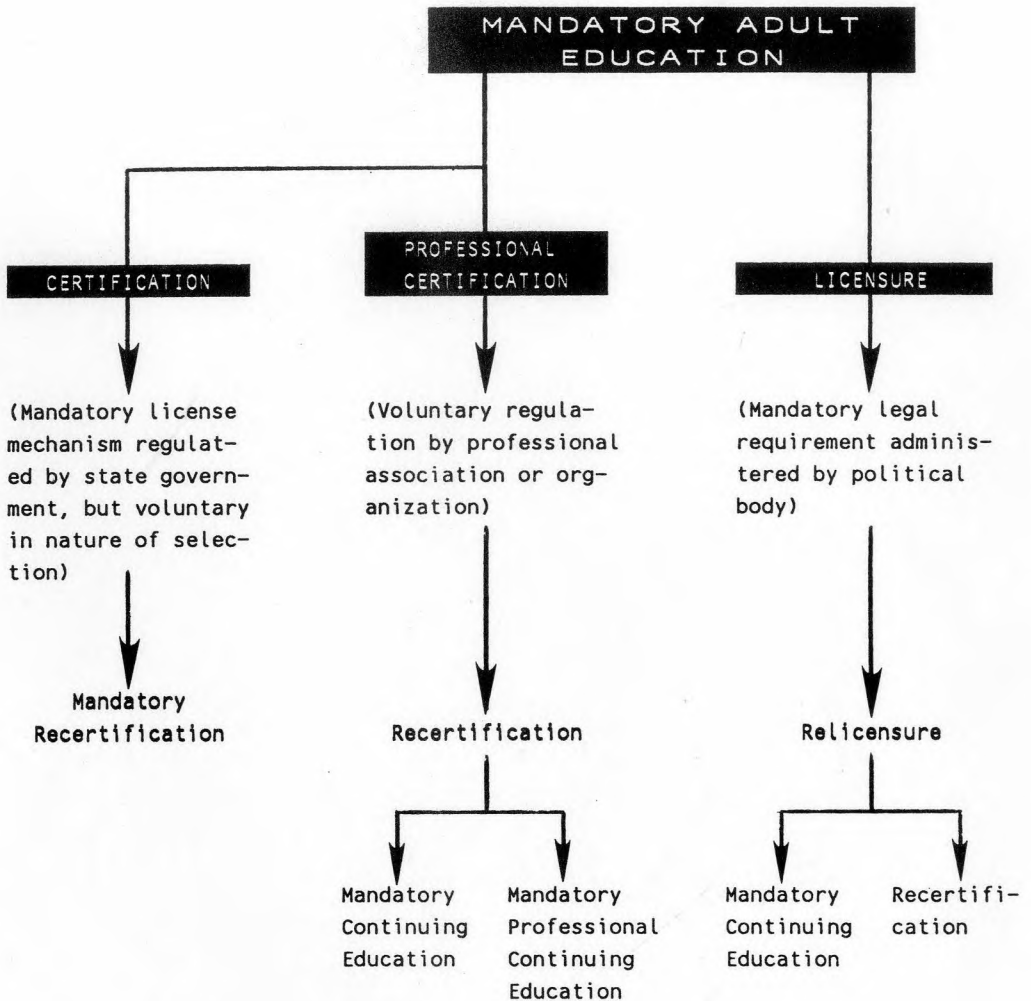 MANDATORY ADULT
EDUCATION
CERTIFICATION
PROFESSIONAL
CERTIFICATION
LICENSURE
(Mandatory license
mechanism regulat-
ed by state govern-
ment, but voluntary
in nature of selec-
tion)
(Voluntary regula-
tion by professional
association or org-
anization)
(Mandatory legal
requirement adminis-
tered by political
body)
Mandatory
Recertification
Recertification
Relicensure
Mandatory
Continuing
Education
Mandatory
Professional
Continuing
Education
Mandatory
Continuing
Education
Recertifi-
cation